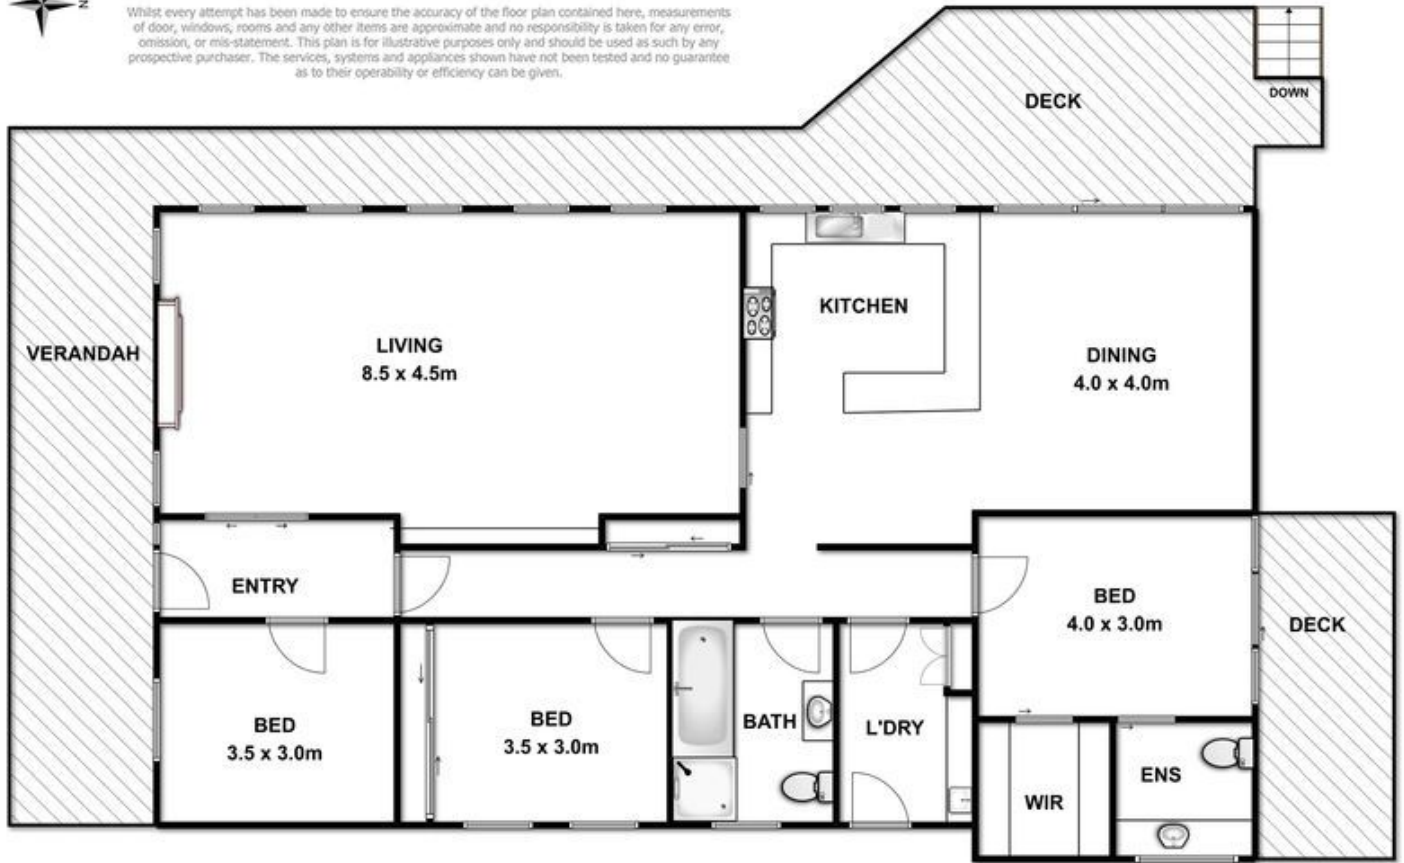 N
Whilst every attempt has been made to ensure the accuracy of the floor plan contained here, measurements
of door, windows, rooms and any other items are approximate and no responsibility is taken for any error,
omission, or mis-statement. This plan is for illustrative purposes only and should be used as such by any
prospective purchaser. The services, systems and appliances shown have not been tested and no guarantee
as to their operability or efficiency can be given.
DECK
DOWN
VERANDAH
LIVING
8.5 x 4.5m
KITCHEN
DINING
4.0 x 4.0m
ENTRY
BED
4.0 x 3.0m
DECK
BED
3.5 x 3.0m
BED
3.5 x 3.0m
BATH
L'DRY
WIR
ENS